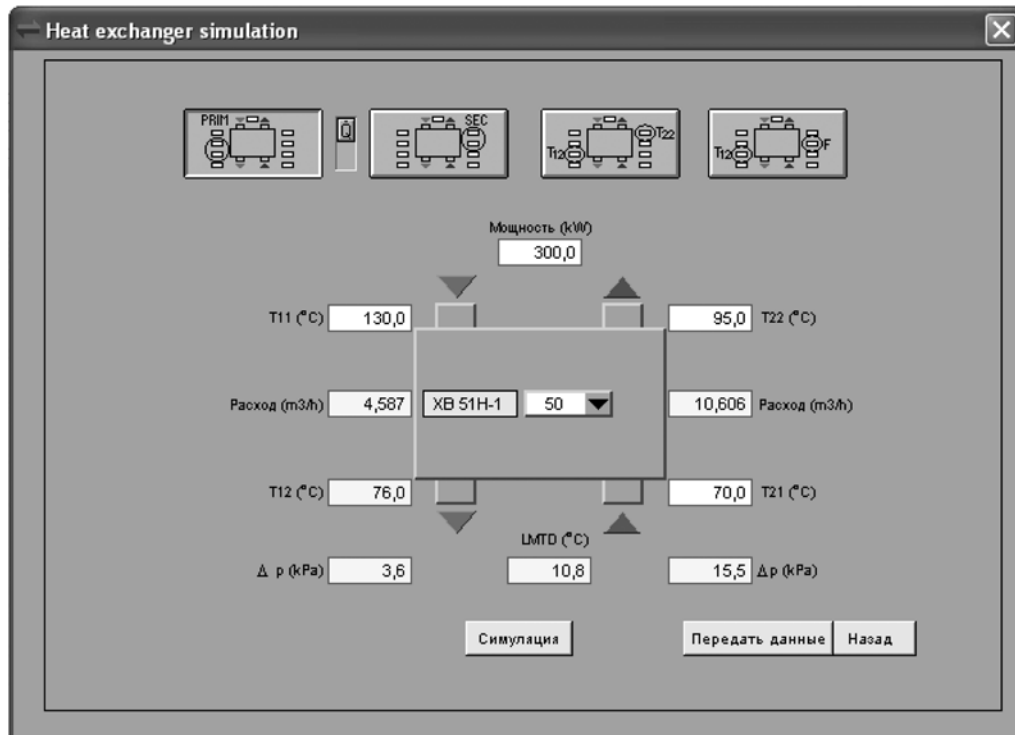 Heat exchanger simulation
PRIM
Q
SEC
T12 T22
T12 F
Мощность (kW)
300,0
T11 (°C) 130,0 95,0 T22 (°C)
Расход (m3/h) 4,587 XB 51H-1 50 10,606 Расход (m3/h)
T12 (°C) 76,0 70,0 T21 (°C)
LMTD (°C)
Δ p (kPa) 3,6 10,8 15,5 Δp (kPa)
Симуляция Передать данные Назад